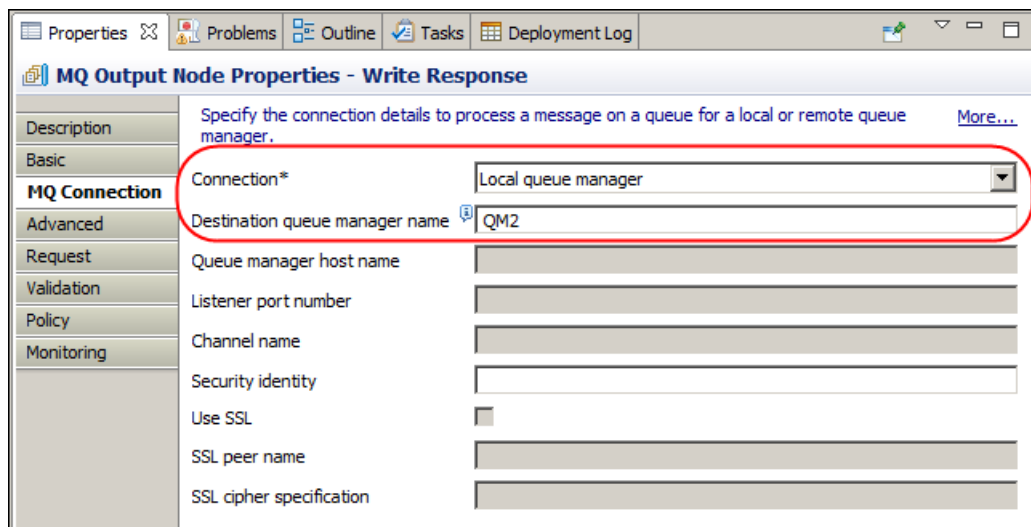 Properties Problems Outline Tasks Deployment Log
MQ Output Node Properties - Write Response
Description
Basic
MQ Connection
Advanced
Request
Validation
Policy
Monitoring
Specify the connection details to process a message on a queue for a local or remote queue
manager.
More...
Connection* Local queue manager
Destination queue manager name QM2
Queue manager host name
Listener port number
Channel name
Security identity
Use SSL
SSL peer name
SSL cipher specification